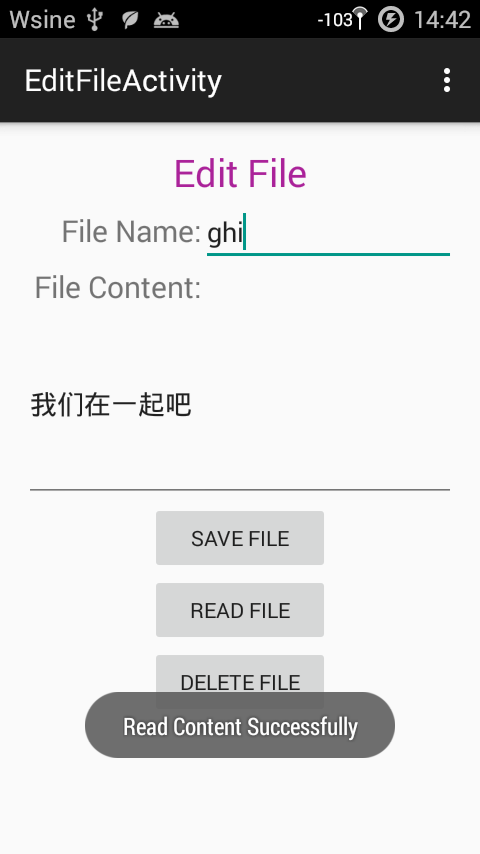 Wsine -103 14:42
EditFileActivity
Edit File
File Name: ghi
File Content:
我们在一起吧
SAVE FILE
READ FILE
DELETE FILE
Read Content Successfully